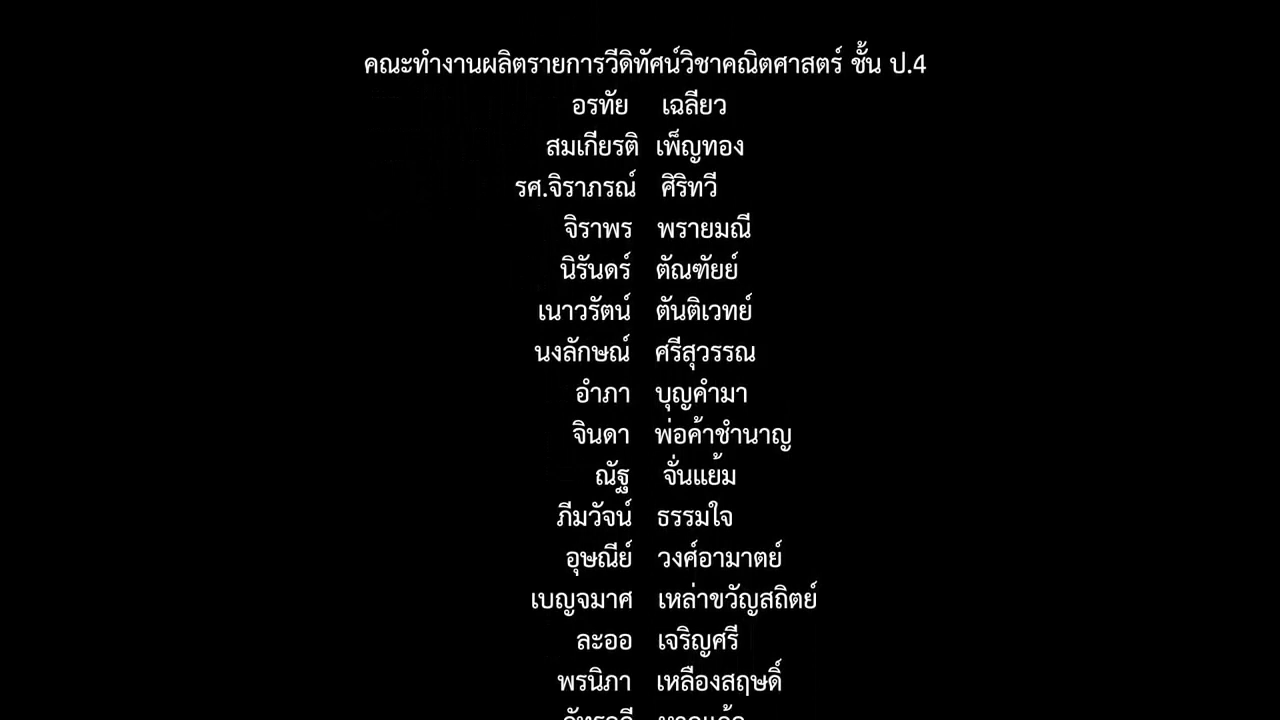 คณะทำงานผลิตรายการวีดิทัศน์วิชาคณิตศาสตร์ ชั้น ป.4
อรทัย เฉลียว
สมเกียรติ เพ็ญทอง
รศ.จิราภรณ์ ศิริทวี
จิราพร พรายมณี
นิรันดร์ ตัณฑัยย์
เนาวรัตน์ ตันติเวทย์
นงลักษณ์ ศรีสุวรรณ
อำภา บุญคำมา
จินดา พ่อค้าชำนาญ
ณัฐ จั่นแย้ม
ภีมวัจน์ ธรรมใจ
อุษณีย์ วงศ์อามาตย์
เบญจมาศ เหล่าขวัญสถิตย์
ละออ เจริญศรี
พรนิภา เหลืองสฤษดิ์